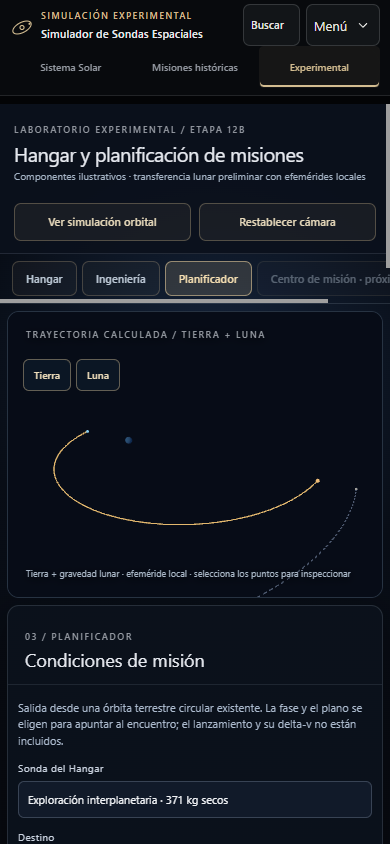 SIMULACIÓN EXPERIMENTAL
Simulador de Sondas Espaciales
Buscar
Menú
Sistema Solar
Misiones históricas
Experimental
LABORATORIO EXPERIMENTAL / ETAPA 12B
Hangar y planificación de misiones
Componentes ilustrativos · transferencia lunar preliminar con efemérides locales
Ver simulación orbital
Restablecer cámara
Hangar
Ingeniería
Planificador
Centro de misión · próxi
TRAYECTORIA CALCULADA / TIERRA + LUNA
Tierra
Luna
Tierra + gravedad lunar · efeméride local · selecciona los puntos para inspeccionar
03 / PLANIFICADOR
Condiciones de misión
Salida desde una órbita terrestre circular existente. La fase y el plano se
eligen para apuntar al encuentro; el lanzamiento y su delta-v no están
incluidos.
Sonda del Hangar
Exploración interplanetaria · 371 kg secos
Destino